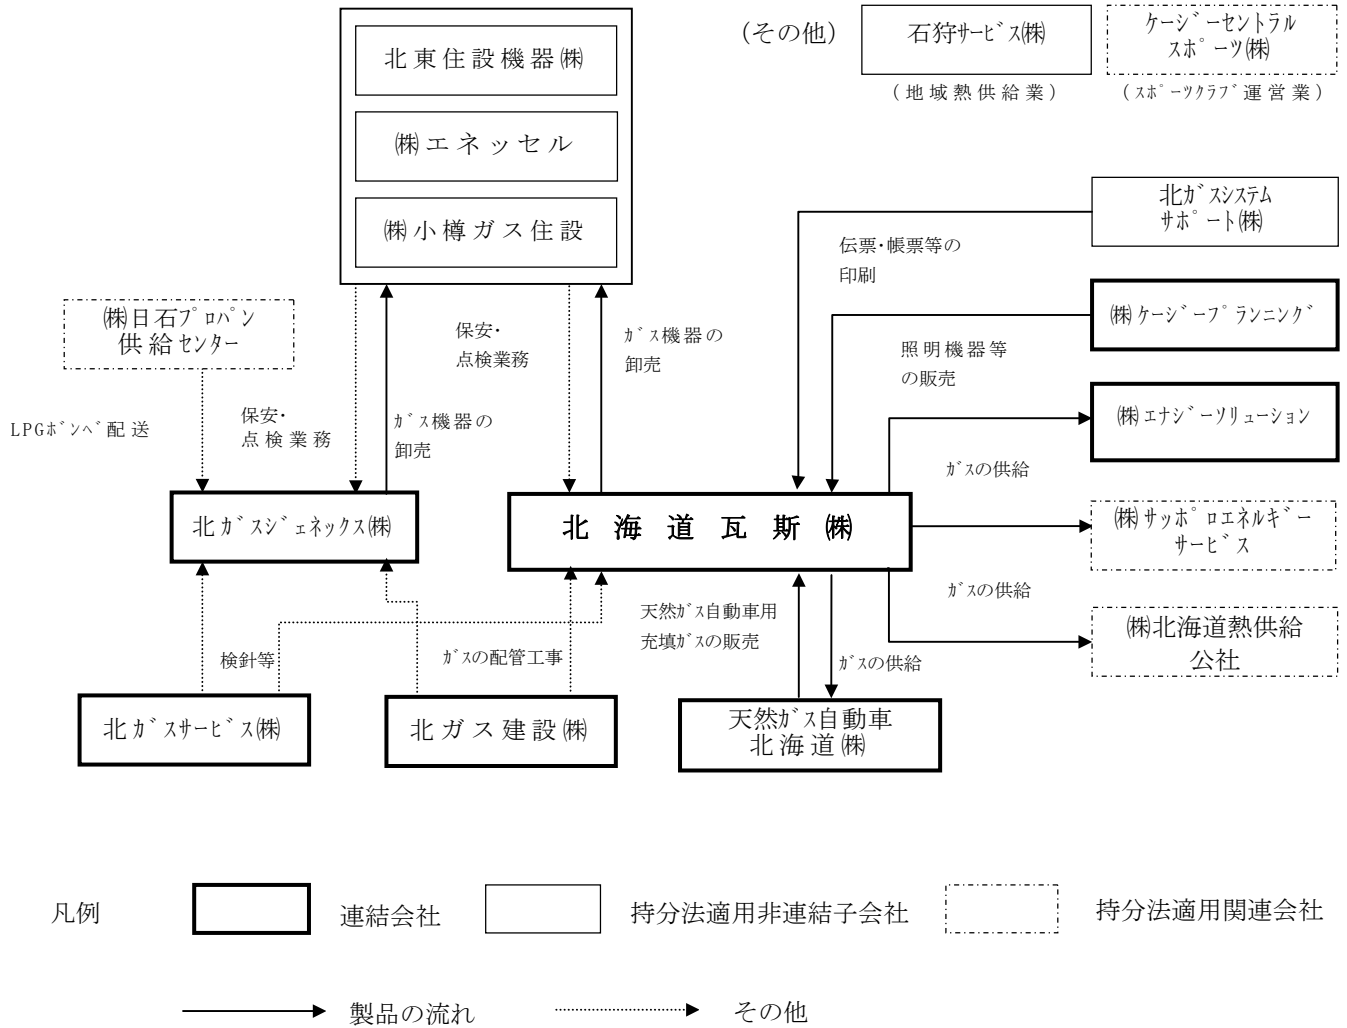 (その他)
石狩ｻｰﾋﾞｽ㈱
(地域熱供給業)
ｹｰｼﾞｰｾﾝﾄﾗﾙ
ｽﾎﾟｰﾂ㈱
(ｽﾎﾟｰﾂｸﾗﾌﾞ運営業)
北東住設機器㈱
㈱エネッセル
㈱小樽ガス住設
北ｶﾞｽｼｽﾃﾑ
ｻﾎﾟｰﾄ㈱
伝票･帳票等の
印刷
㈱ｹｰｼﾞｰﾌﾟﾗﾝﾆﾝｸﾞ
照明機器等
の販売
㈱ｴﾅｼﾞｰｿﾘｭｰｼｮﾝ
ｶﾞｽの供給
㈱日石ﾌﾟﾛﾊﾟﾝ
供給ｾﾝﾀｰ
LPGﾎﾞﾝﾍﾞ配送
保安･
点検業務
ｶﾞｽ機器の
卸売
保安･
点検業務
ｶﾞｽ機器の
卸売
北ｶﾞｽｼﾞｪﾈｯｸｽ㈱
北海道瓦斯㈱
㈱ｻｯﾎﾟﾛｴﾈﾙｷﾞｰ
ｻｰﾋﾞｽ
ｶﾞｽの供給
㈱北海道熱供給
公社
検針等
ｶﾞｽの配管工事
天然ｶﾞｽ自動車用
充填ｶﾞｽの販売
ｶﾞｽの供給
北ｶﾞｽｻｰﾋﾞｽ㈱
北ガス建設㈱
天然ｶﾞｽ自動車
北海道㈱
凡例
連結会社
持分法適用非連結子会社
持分法適用関連会社
製品の流れ
その他